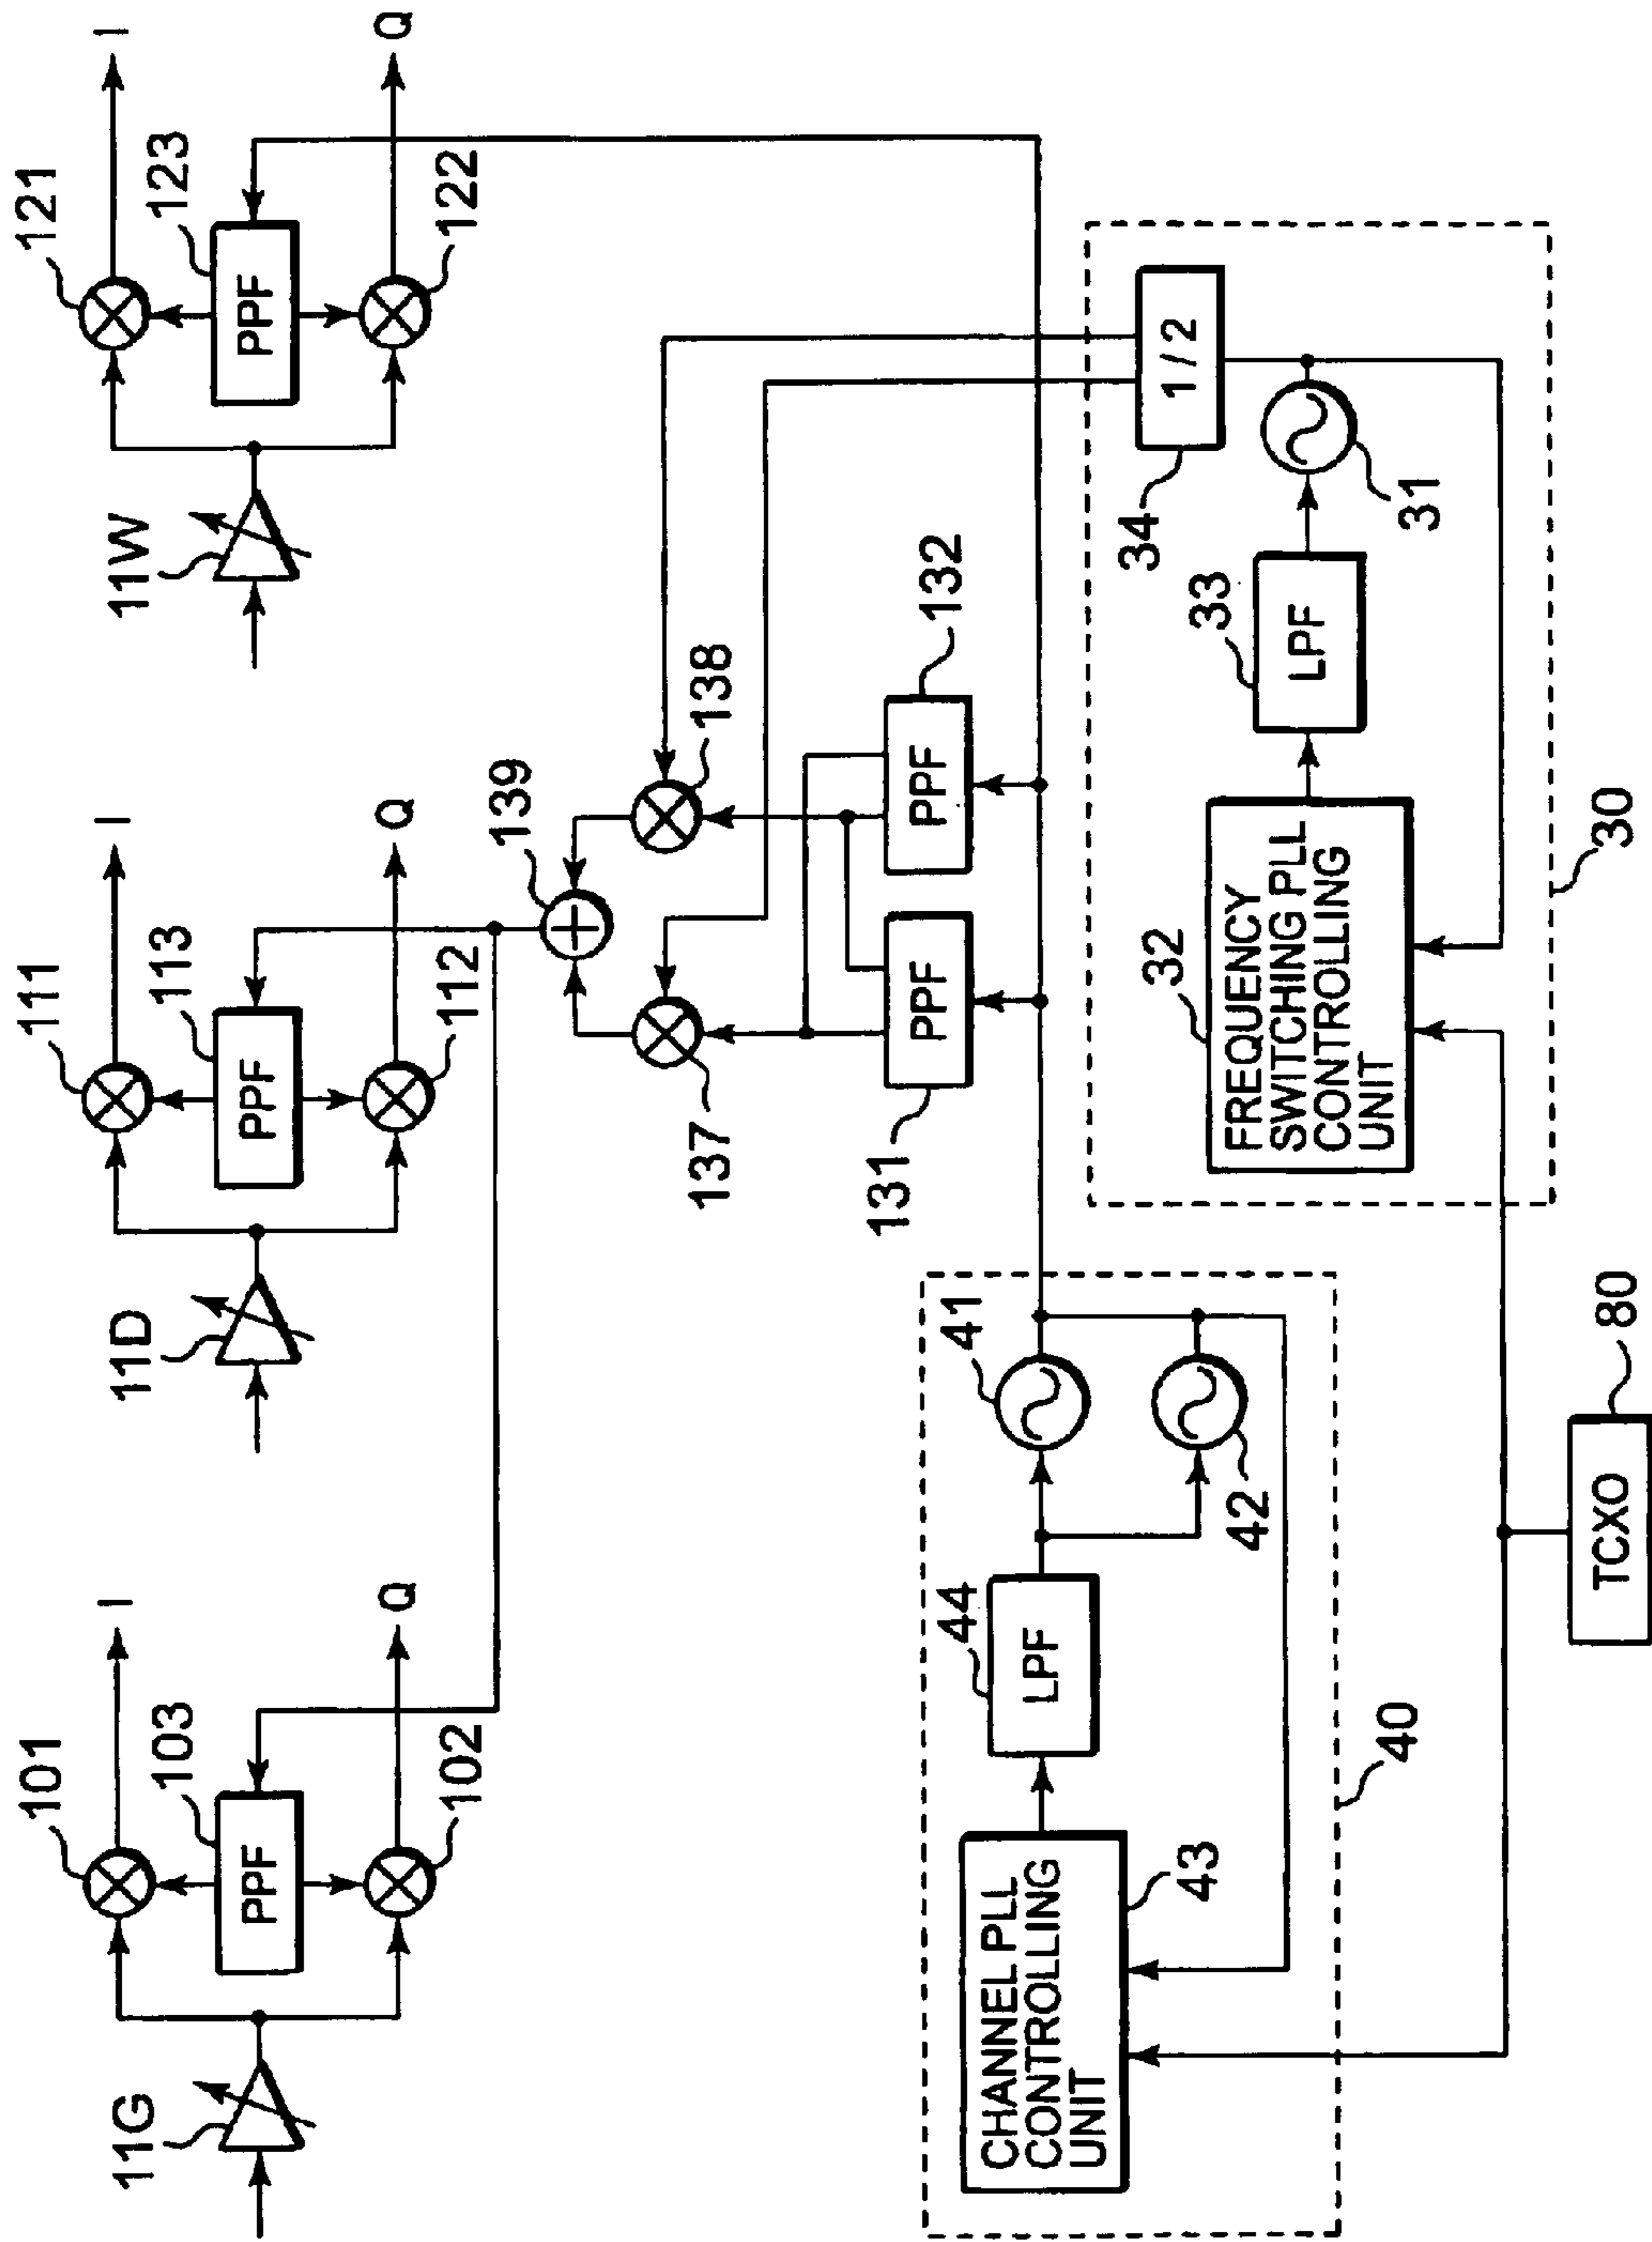 101
I
103
PPF
Q
102
11G
111
I
113
PPF
Q
112
11D
121
I
123
PPF
Q
122
11W
139
138
137
PPF
132
PPF
131
41
42
44
LPF
CHANNEL PLL
CONTROLLING
UNIT
43
40
1/2
34
31
33
LPF
32
FREQUENCY
SWITCHING PLL
CONTROLLING
UNIT
30
TCXO
80